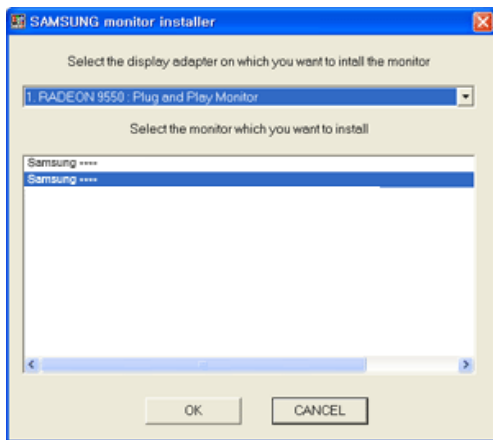 SAMSUNG monitor installer
Select the display adapter on which you want to intall the monitor
1. RADEON 9550 : Plug and Play Monitor
Select the monitor which you want to install
Samsung ----
Samsung ----
OK
CANCEL